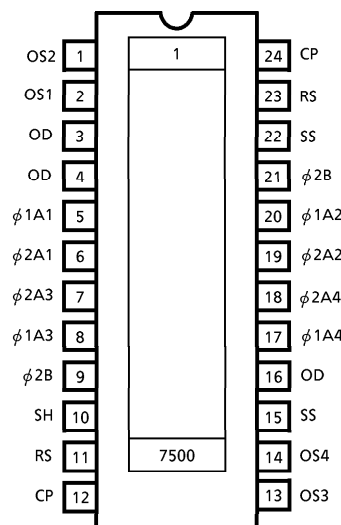 OS2 1 1 24 CP
OS1 2 23 RS
OD 3 22 SS
OD 4 21 ϕ2B
ϕ1A1 5 20 ϕ1A2
ϕ2A1 6 19 ϕ2A2
ϕ2A3 7 18 ϕ2A4
ϕ1A3 8 17 ϕ1A4
ϕ2B 9 16 OD
SH 10 15 SS
RS 11 7500 14 OS4
CP 12 13 OS3